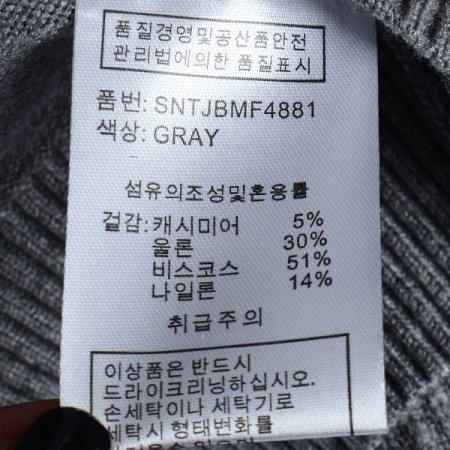 품질경영및공산품안전
관리법에의한 품질표시
품번: SNTJBMF4881
색상: GRAY
섬유의조성및혼용률
겉감: 캐시미어 5%
울론 30%
비스코스 51%
나일론 14%
취급주의
이상품은 반드시
드라이크리닝하십시오.
손세탁이나 세탁기로
세탁시 형태변화를